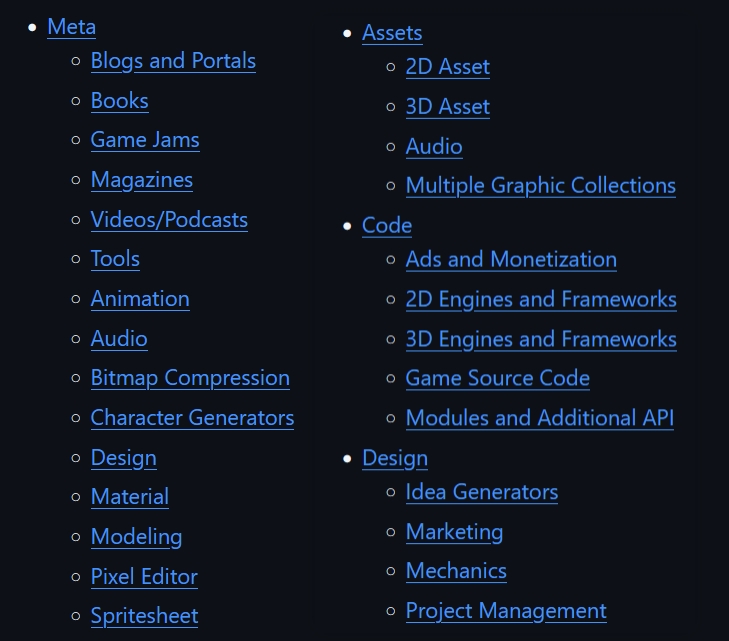 Meta
Blogs and Portals
Books
Game Jams
Magazines
Videos/Podcasts
Tools
Animation
Audio
Bitmap Compression
Character Generators
Design
Material
Modeling
Pixel Editor
Spritesheet
Assets
2D Asset
3D Asset
Audio
Multiple Graphic Collections
Code
Ads and Monetization
2D Engines and Frameworks
3D Engines and Frameworks
Game Source Code
Modules and Additional API
Design
Idea Generators
Marketing
Mechanics
Project Management